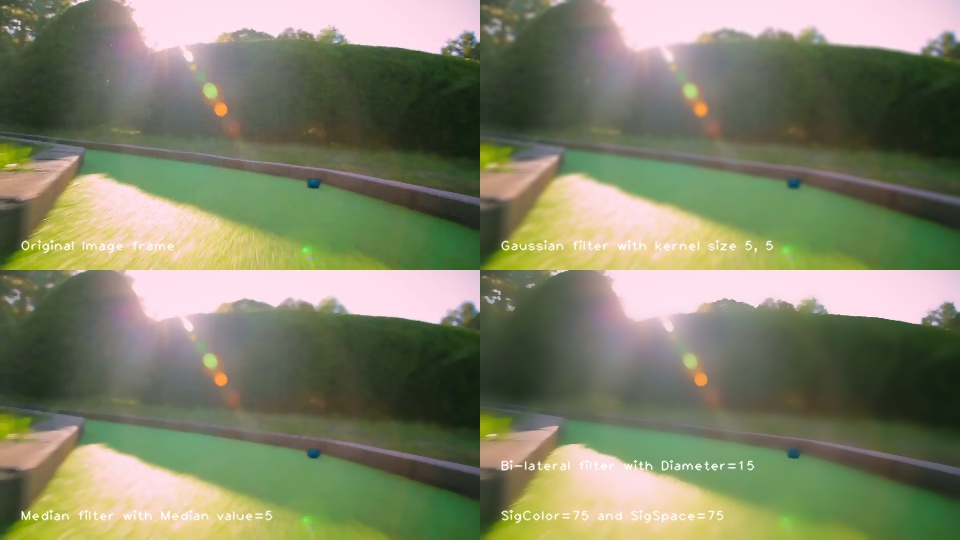 Original Image frame
Gaussian filter with kernel size 5, 5
Median filter with Median value=5
Bi-lateral filter with Diameter=15
SigColor=75 and SigSpace=75